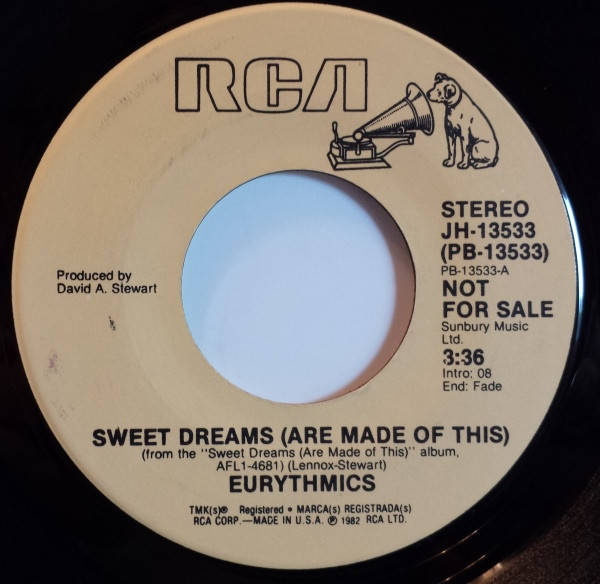 RCA
STEREO
JH-13533
(PB-13533)
PB-13533-A
NOT
FOR SALE
Sunbury Music
Ltd.
3:36
Intro: 08
End: Fade
Produced by
David A. Stewart
SWEET DREAMS (ARE MADE OF THIS)
(from the "Sweet Dreams (Are Made of This)" album,
AFL1-4681) (Lennox-Stewart)
EURYTHMICS
TMK(s)® Registered • MARCA(s) REGISTRADA(s)
RCA CORP.—MADE IN U.S.A. ℗ 1982 RCA LTD.